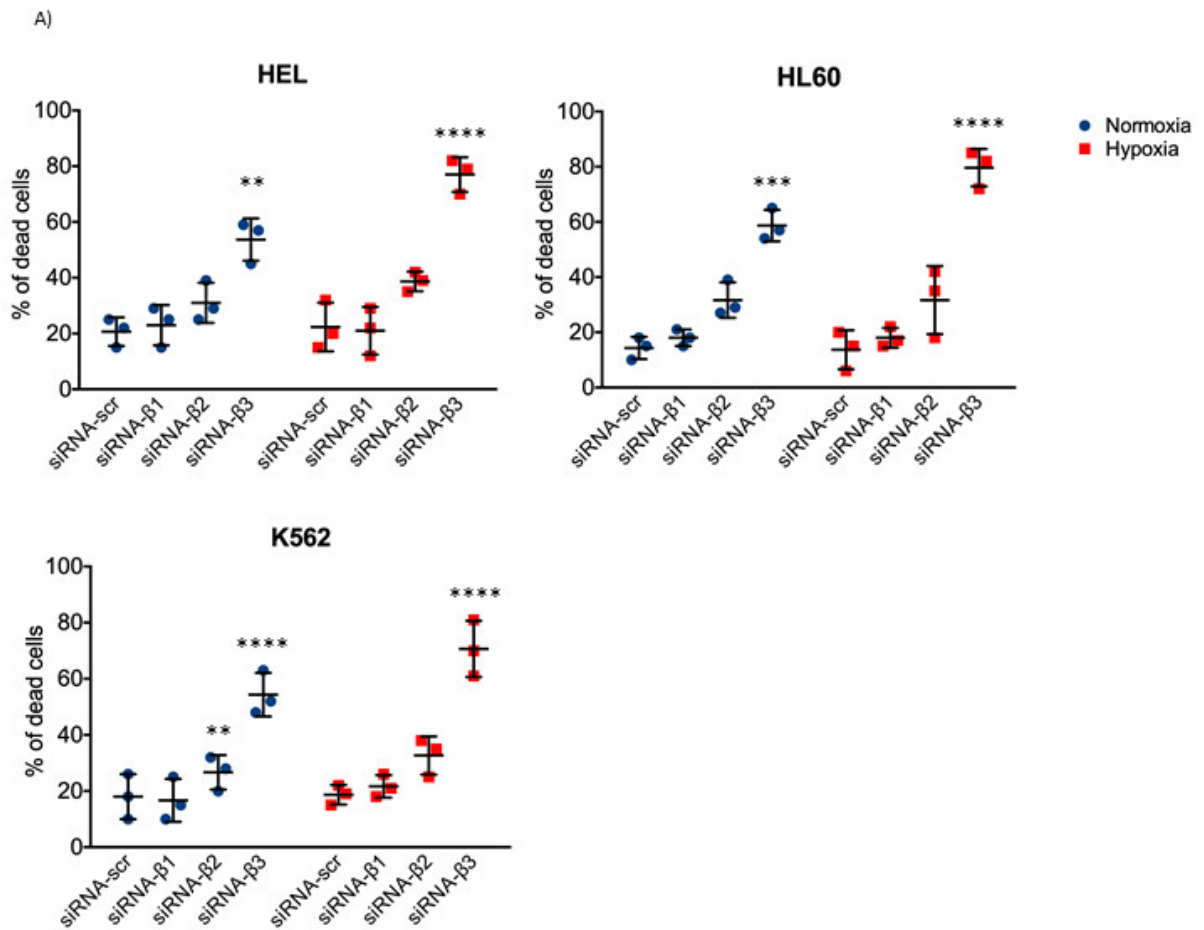 A)
HEL
% of dead cells
100
80
60
40
20
0
**
****
siRNA-scr
siRNA-β1
siRNA-β2
siRNA-β3
siRNA-scr
siRNA-β1
siRNA-β2
siRNA-β3
HL60
% of dead cells
100
80
60
40
20
0
***
****
siRNA-scr
siRNA-β1
siRNA-β2
siRNA-β3
siRNA-scr
siRNA-β1
siRNA-β2
siRNA-β3
Normoxia
Hypoxia
K562
% of dead cells
100
80
60
40
20
0
**
****
****
siRNA-scr
siRNA-β1
siRNA-β2
siRNA-β3
siRNA-scr
siRNA-β1
siRNA-β2
siRNA-β3